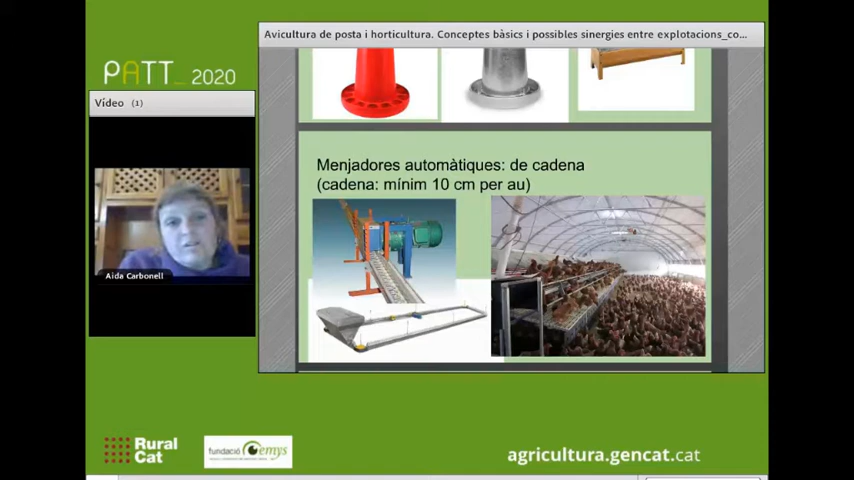 Avicultura de posta i horticultura. Conceptes bàsics i possibles sinergies entre explotacions_co...
PATT_ 2020
Vídeo (1)
Menjadores automàtiques: de cadena
(cadena: mínim 10 cm per au)
Aida Carbonell
Rural
Cat
fundació emys
agricultura.gencat.cat